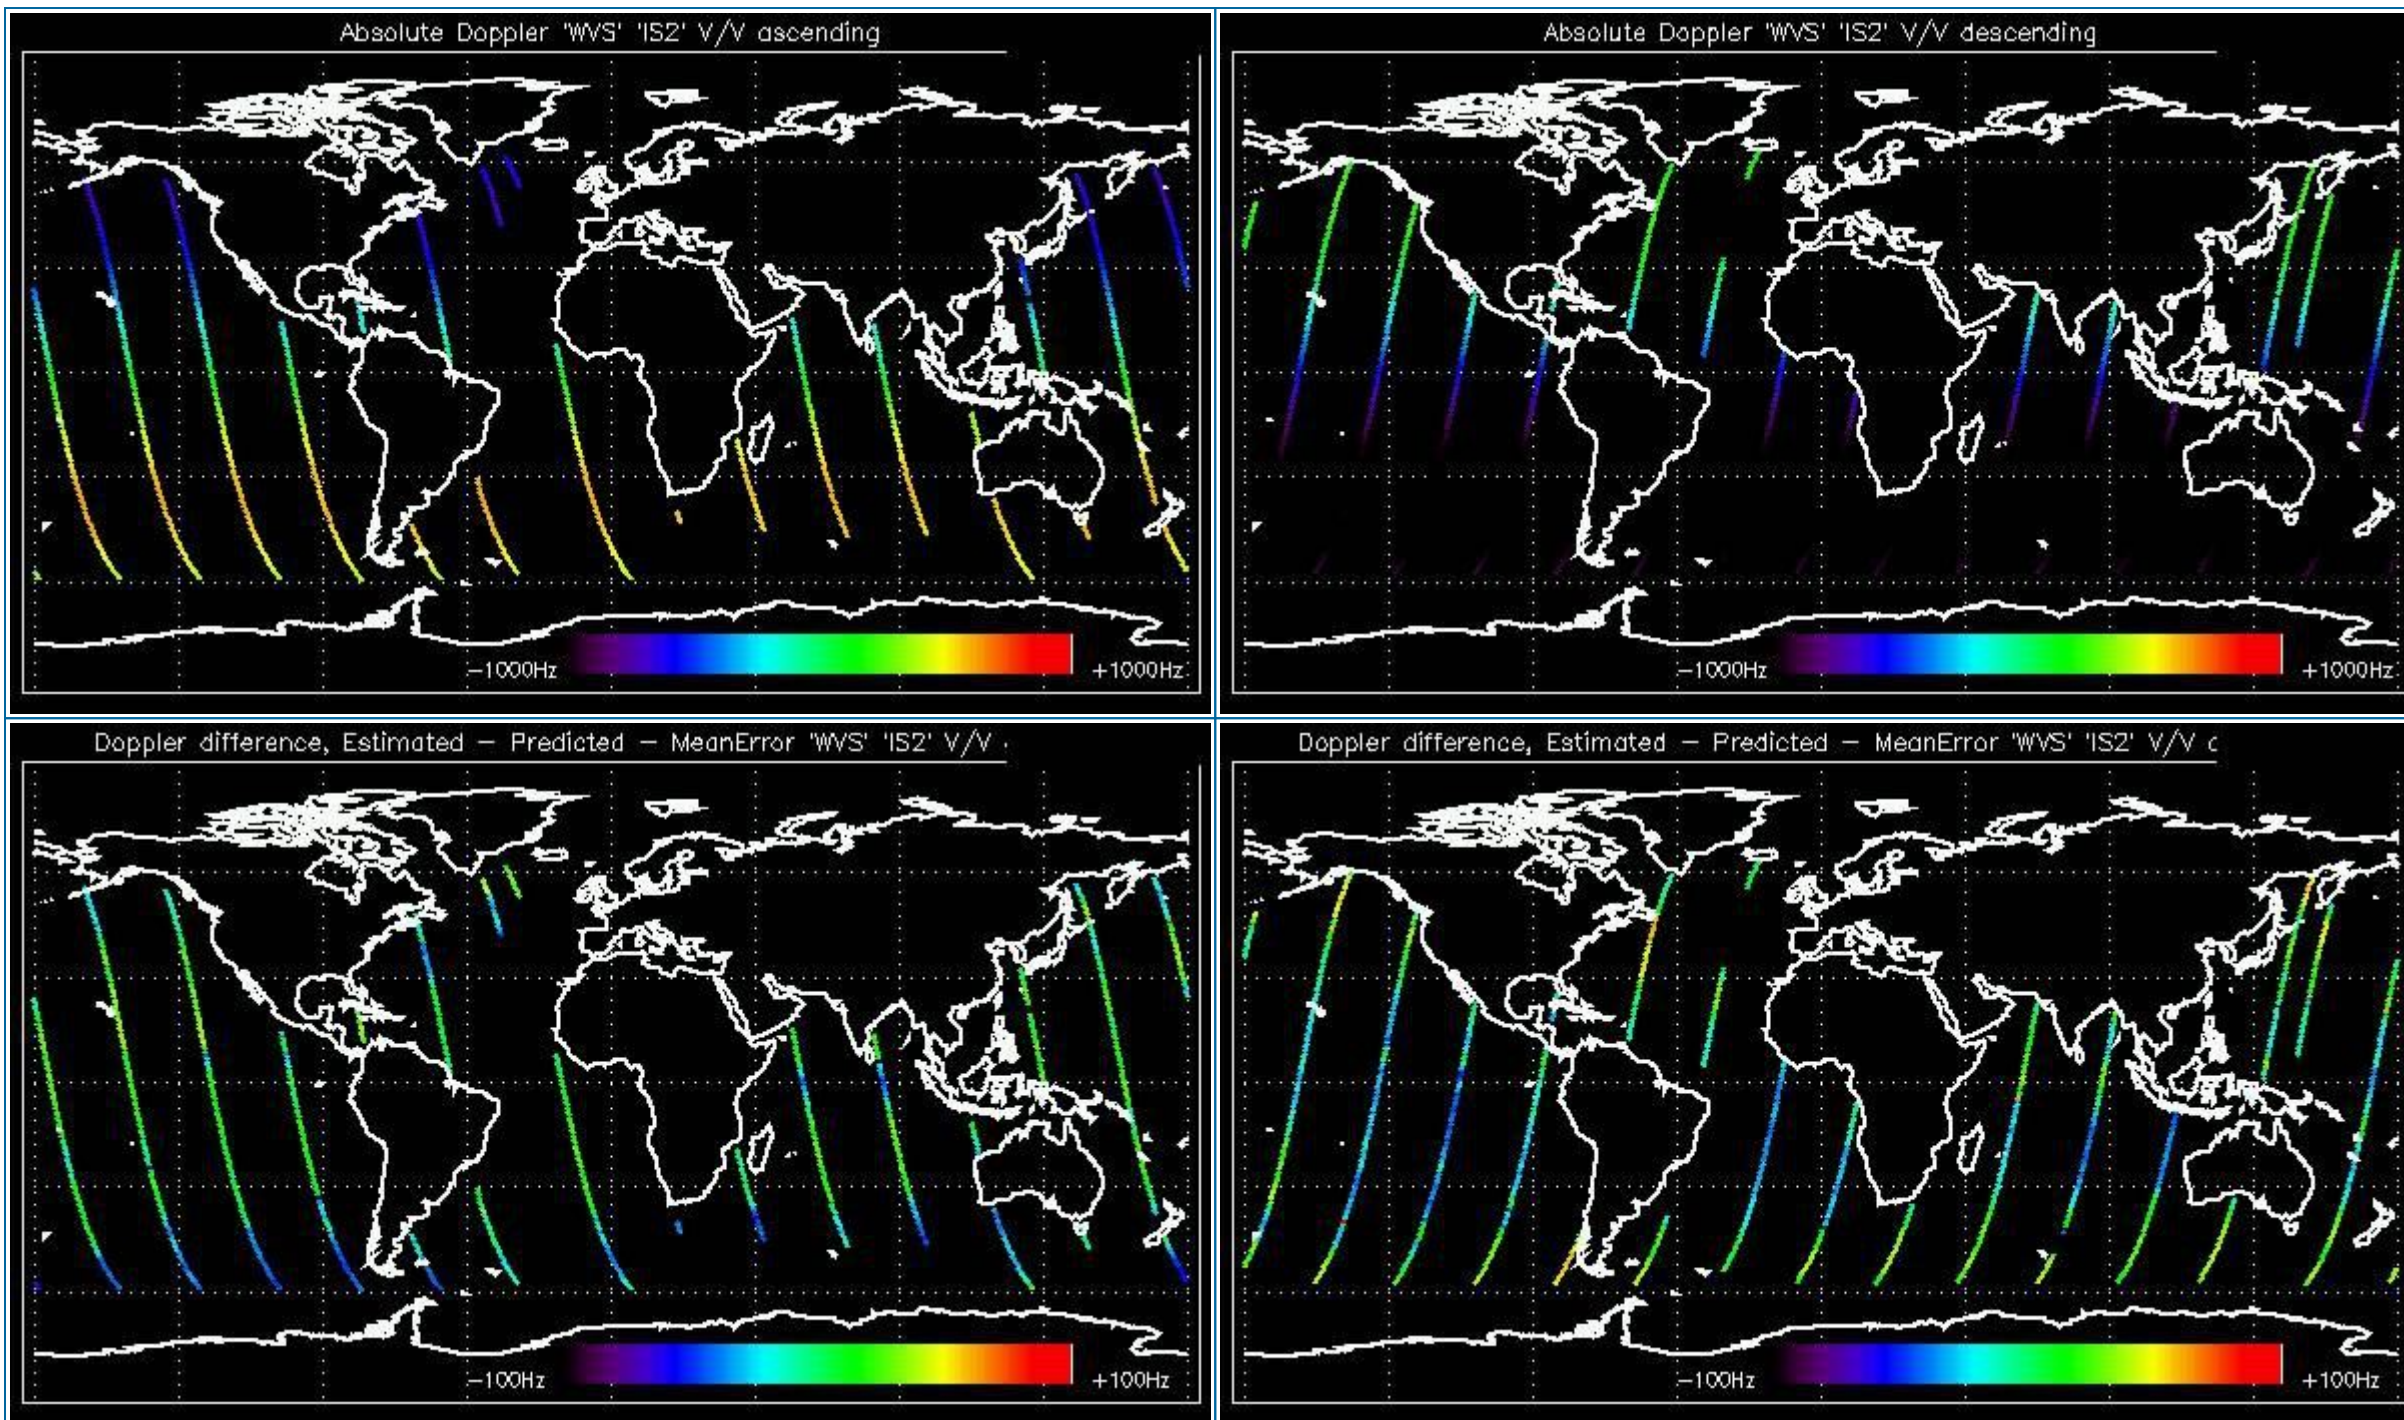 Absolute Doppler 'WVS' 'IS2' V/V ascending
-1000Hz
+1000Hz
Absolute Doppler 'WVS' 'IS2' V/V descending
-1000Hz
+1000Hz
Doppler difference, Estimated - Predicted - MeanError 'WVS' 'IS2' V/V
-100Hz
+100Hz
Doppler difference, Estimated - Predicted - MeanError 'WVS' 'IS2' V/V
-100Hz
+100Hz